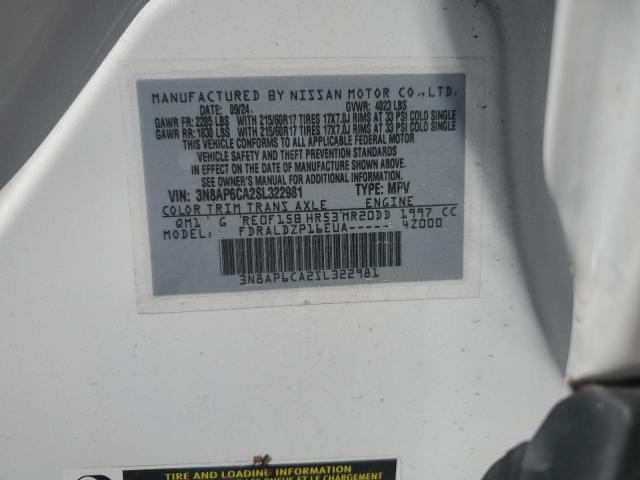 MANUFACTURED BY NISSAN MOTOR CO., LTD.
DATE: 09/24 GVWR: 4023 LBS
GAWR FR: 2205 LBS WITH 215/60R17 TIRES 17X7.0J RIMS AT 33 PSI COLD SINGLE
GAWR RR: 1830 LBS WITH 215/60R17 TIRES 17X7.0J RIMS AT 33 PSI COLD SINGLE
THIS VEHICLE CONFORMS TO ALL APPLICABLE FEDERAL MOTOR
VEHICLE SAFETY AND THEFT PREVENTION STANDARDS
IN EFFECT ON THE DATE OF MANUFACTURE SHOWN ABOVE.
SEE OWNERS MANUAL FOR ADDITIONAL INFORMATION.
VIN: 3N8AP6CA2SL322981 TYPE: MPV
COLOR TRIM TRANS AXLE ENGINE
QM1 G RE0F15B HR53 MR20DD 1997 CC
MODEL: FDRALDZP16EUA----- 4Z000
3N8AP6CA2SL322981
TIRE AND LOADING INFORMATION